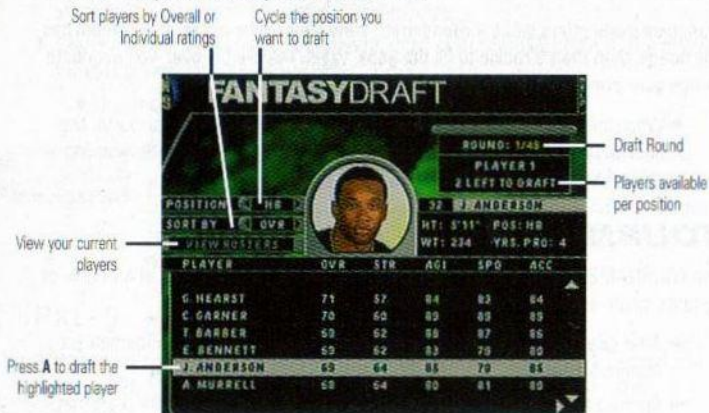 Sort players by Overall or
Individual ratings
Cycle the position you
want to draft
FANTASYDRAFT
ROUND: 1/48
Draft Round
PLAYER 1
2 LEFT TO DRAFT
Players available
per position
POSITION HB
32 J. ANDERSON
SORT BY OVR
HT: 5'11" POS: HB
VIEW ROSTERS
WT: 234 YRS. PRO: 4
View your current
players
PLAYER OVR STR AGI SPD ACC
G. HEARST 71 57 84 83 84
C. GARNER 70 60 89 89 89
T. BARBER 69 62 88 87 86
E. BENNETT 69 62 83 79 80
J. ANDERSON 69 64 85 79 85
A. MURRELL 68 64 80 81 80
Press A to draft the
highlighted player